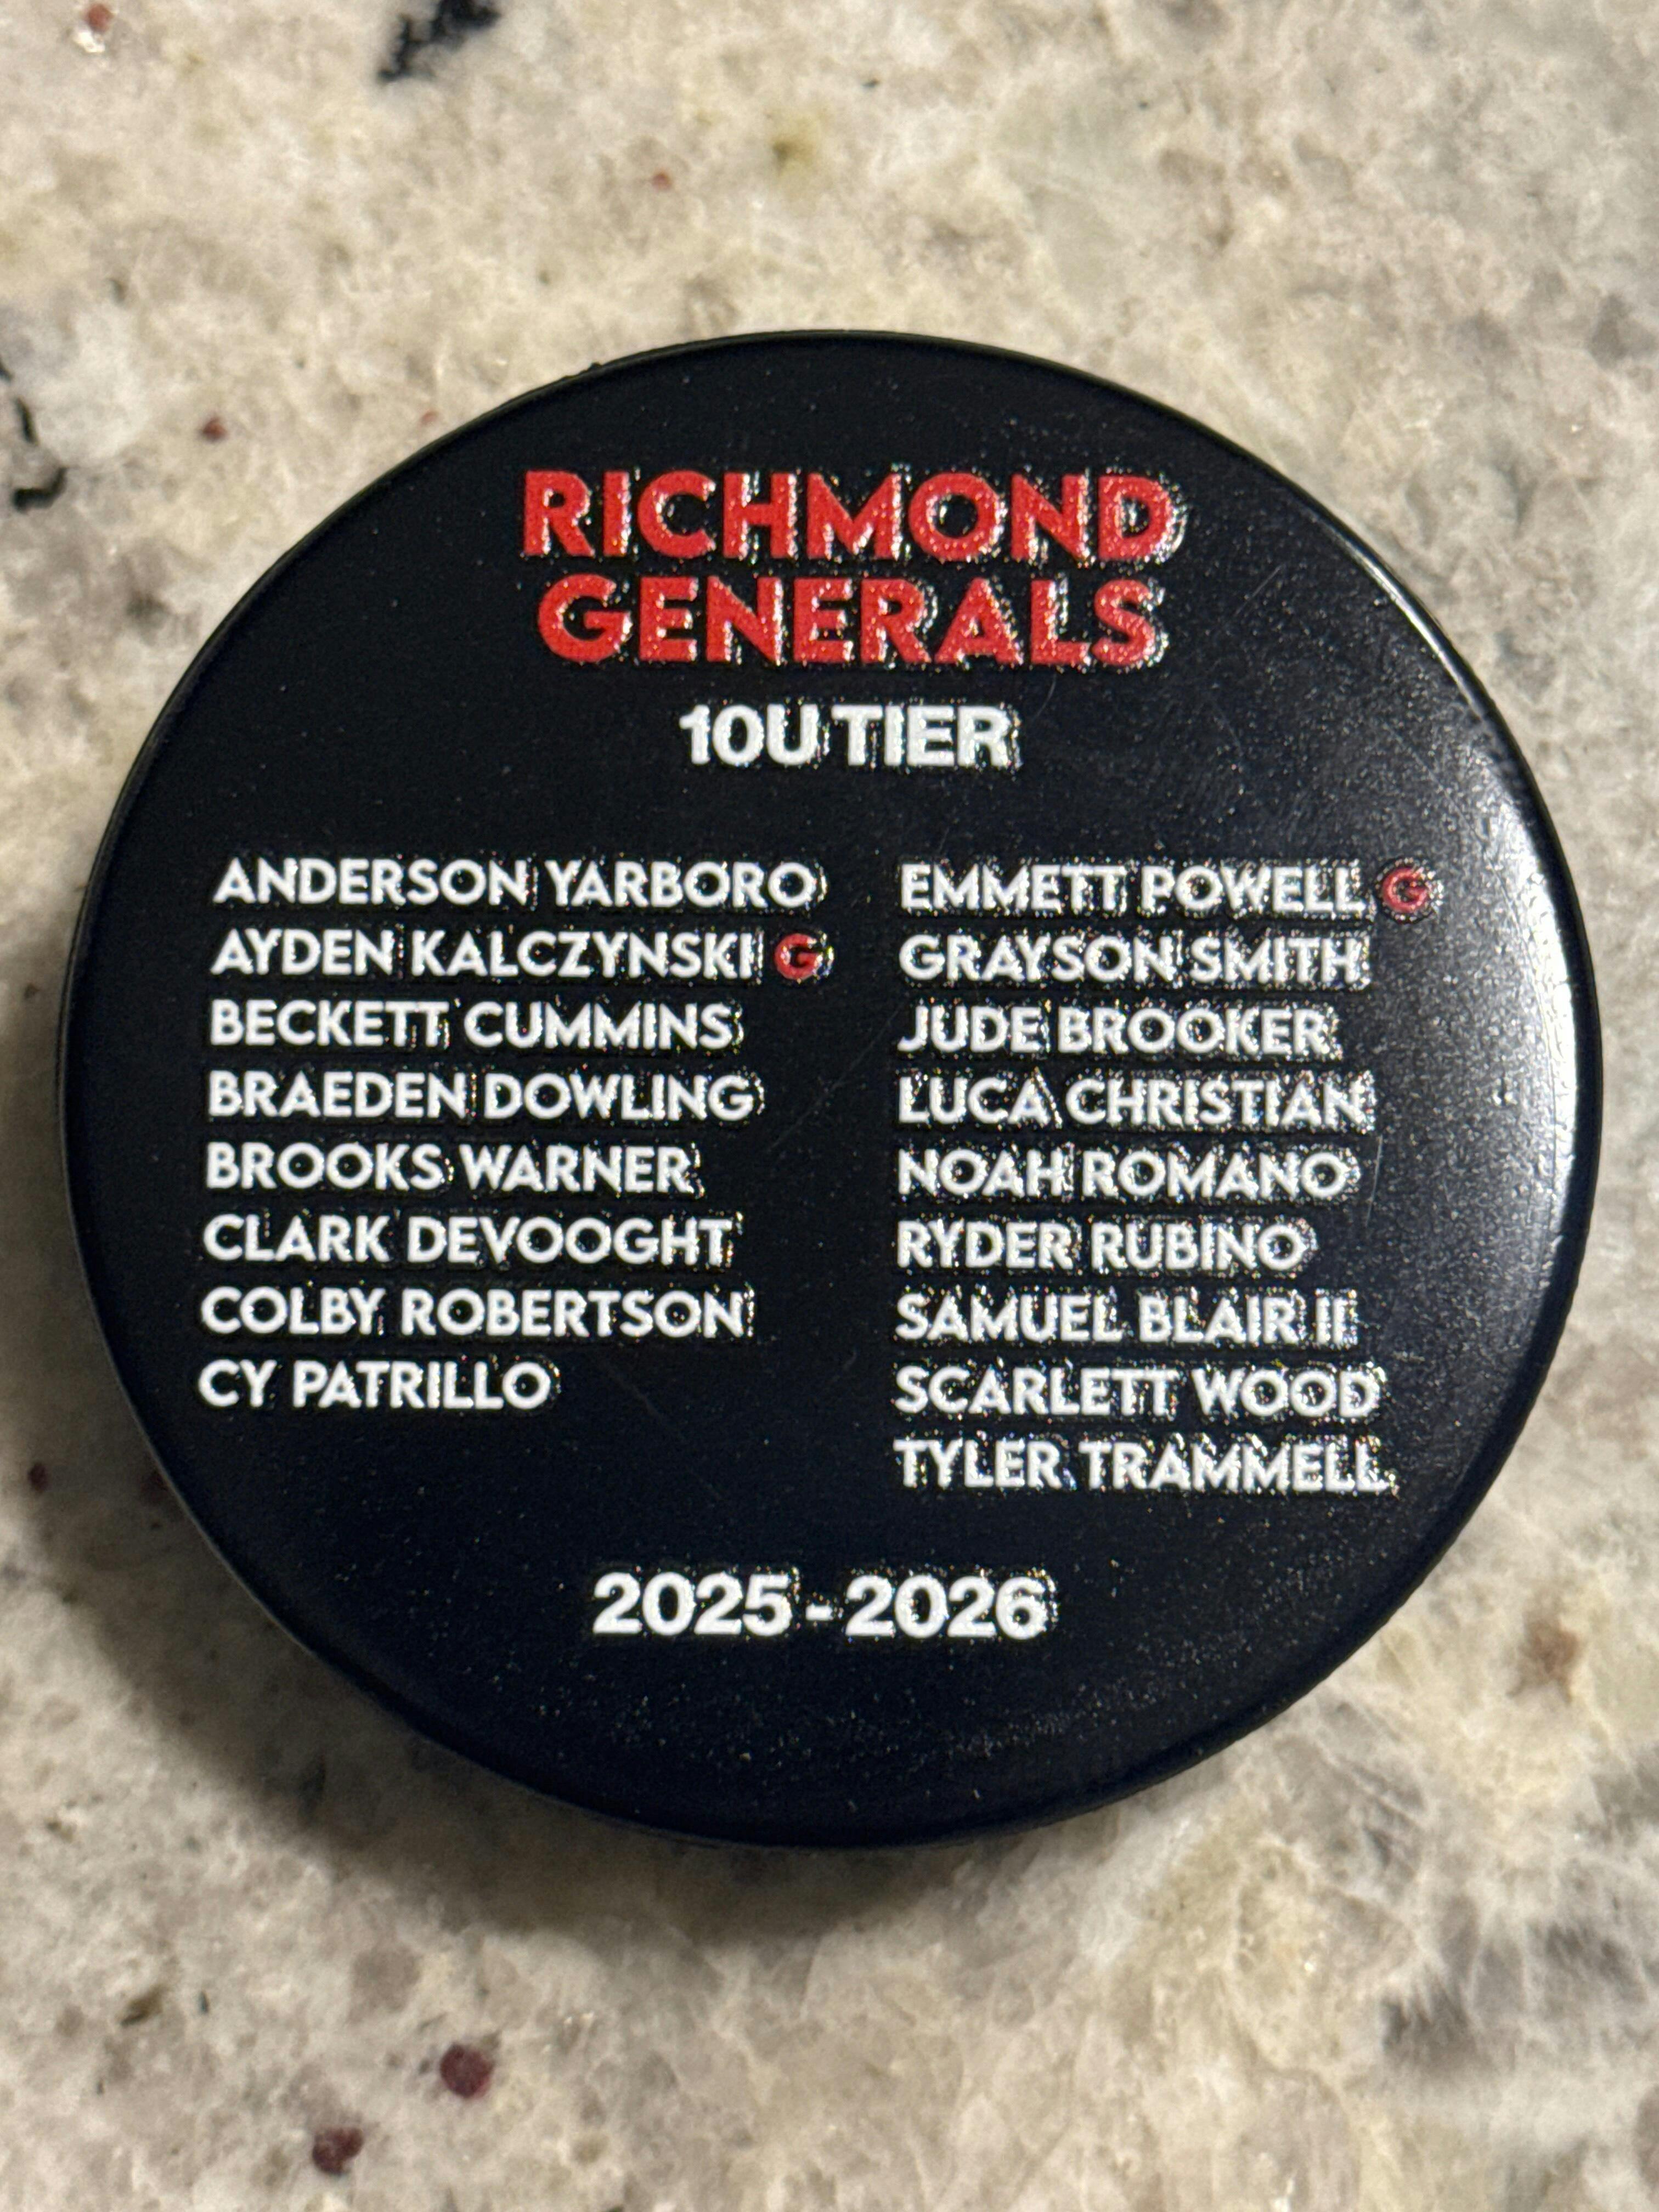 RICHMOND
GENERALS
10U TIER
ANDERSON YARBORO
AYDEN KALCZYNSKI G
BECKETT CUMMINS
BRAEDEN DOWLING
BROOKS WARNER
CLARK DEVOOGHT
COLBY ROBERTSON
CY PATRILLO
EMMETT POWELL G
GRAYSON SMITH
JUDE BROOKER
LUCA CHRISTIAN
NOAH ROMANO
RYDER RUBINO
SAMUEL BLAIR II
SCARLETT WOOD
TYLER TRAMMELL
2025 - 2026